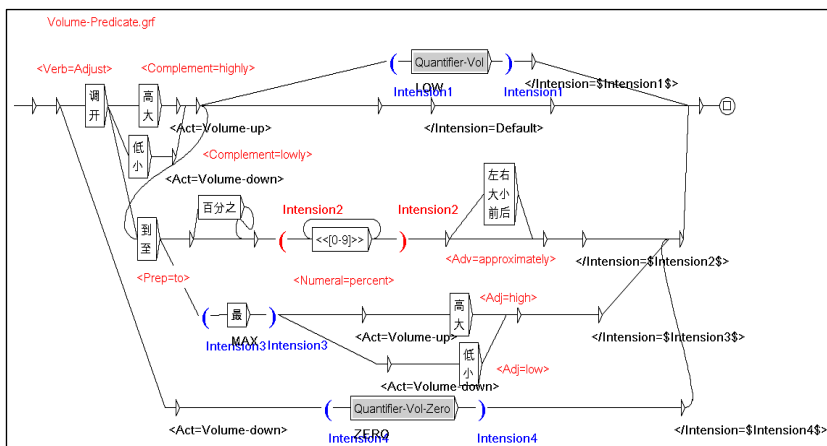 Volume-Predicate.grf
<Verb=Adjust>
<Complement=highly>
Quantifier-Vol
LOW
Intension1
Intension1
</Intension=$Intension1$>
调
开
高
大
<Act=Volume-up>
</Intension=Default>
低
小
<Complement=lowly>
<Act=Volume-down>
到
至
<Prep=to>
百分之
Intension2
<<[0-9]>>
Intension2
<Numeral=percent>
左右
大小
前后
<Adv=approximately>
</Intension=$Intension2$>
最
MAX
Intension3
Intension3
高
大
<Adj=high>
<Act=Volume-up>
</Intension=$Intension3$>
低
小
<Adj=low>
<Act=Volume-down>
<Act=Volume-down>
Quantifier-Vol-Zero
ZERO
Intension4
Intension4
</Intension=$Intension4$>